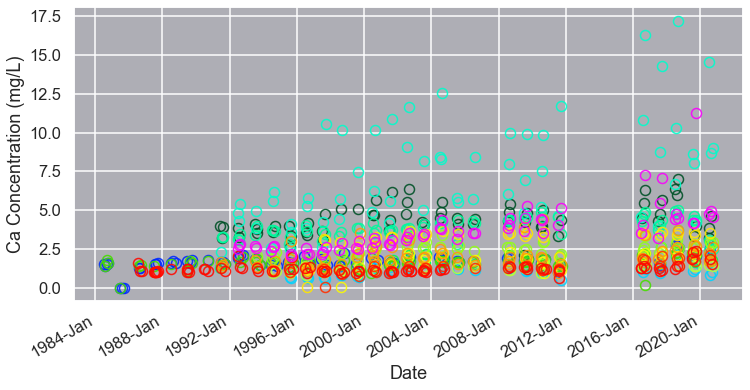 17.5
15.0
12.5
10.0
7.5
5.0
2.5
0.0
Ca Concentration (mg/L)
1984-Jan
1988-Jan
1992-Jan
1996-Jan
2000-Jan
2004-Jan
2008-Jan
2012-Jan
2016-Jan
2020-Jan
Date